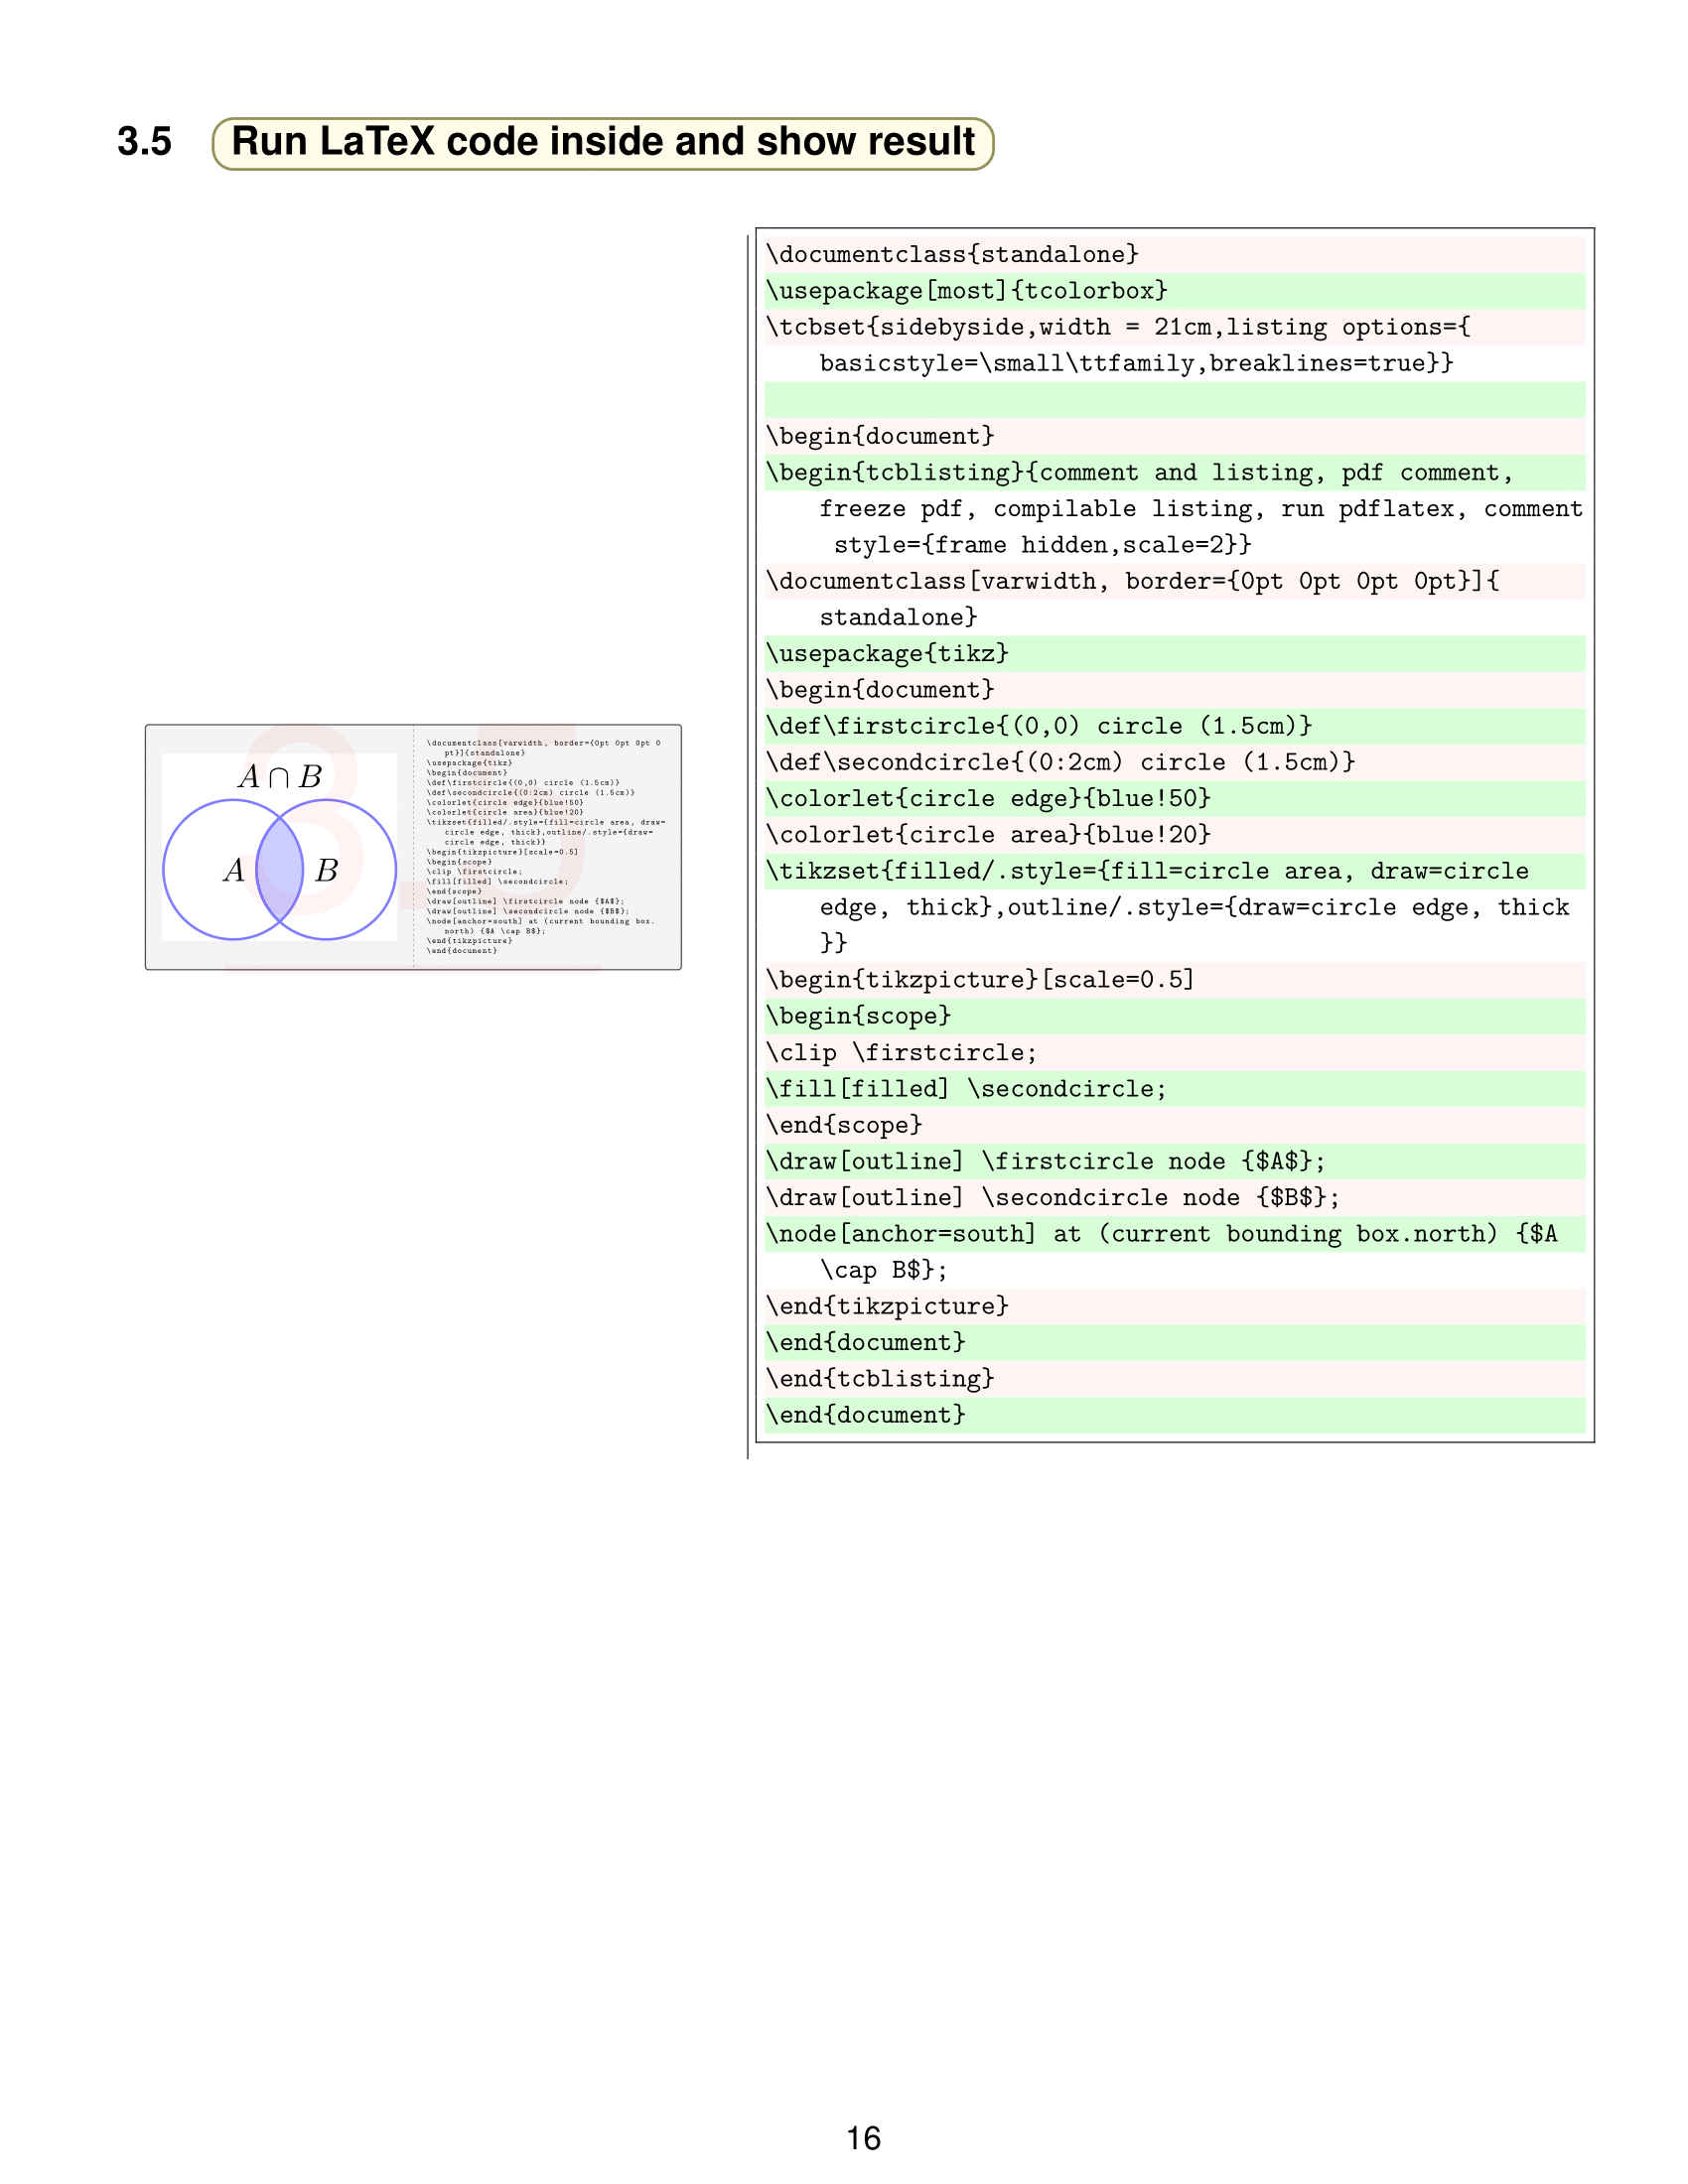 3.5 Run LaTeX code inside and show result
A ∩ B
A B
\documentclass[varwidth, border={0pt 0pt 0pt 0
pt}]{standalone}
\usepackage{tikz}
\begin{document}
\def\firstcircle{(0,0) circle (1.5cm)}
\def\secondcircle{(0:2cm) circle (1.5cm)}
\colorlet{circle edge}{blue!50}
\colorlet{circle area}{blue!20}
\tikzset{filled/.style={fill=circle area, draw=
circle edge, thick},outline/.style={draw=
circle edge, thick}}
\begin{tikzpicture}[scale=0.5]
\begin{scope}
\clip \firstcircle;
\fill[filled] \secondcircle;
\end{scope}
\draw[outline] \firstcircle node {$A$};
\draw[outline] \secondcircle node {$B$};
\node[anchor=south] at (current bounding box.
north) {$A \cap B$};
\end{tikzpicture}
\end{document}
3.5
\documentclass{standalone}
\usepackage[most]{tcolorbox}
\tcbset{sidebyside,width = 21cm,listing options={
basicstyle=\small\ttfamily,breaklines=true}}
\begin{document}
\begin{tcblisting}{comment and listing, pdf comment,
freeze pdf, compilable listing, run pdflatex, comment
style={frame hidden,scale=2}}
\documentclass[varwidth, border={0pt 0pt 0pt 0pt}]{
standalone}
\usepackage{tikz}
\begin{document}
\def\firstcircle{(0,0) circle (1.5cm)}
\def\secondcircle{(0:2cm) circle (1.5cm)}
\colorlet{circle edge}{blue!50}
\colorlet{circle area}{blue!20}
\tikzset{filled/.style={fill=circle area, draw=circle
edge, thick},outline/.style={draw=circle edge, thick
}}
\begin{tikzpicture}[scale=0.5]
\begin{scope}
\clip \firstcircle;
\fill[filled] \secondcircle;
\end{scope}
\draw[outline] \firstcircle node {$A$};
\draw[outline] \secondcircle node {$B$};
\node[anchor=south] at (current bounding box.north) {$A
\cap B$};
\end{tikzpicture}
\end{document}
\end{tcblisting}
\end{document}
16